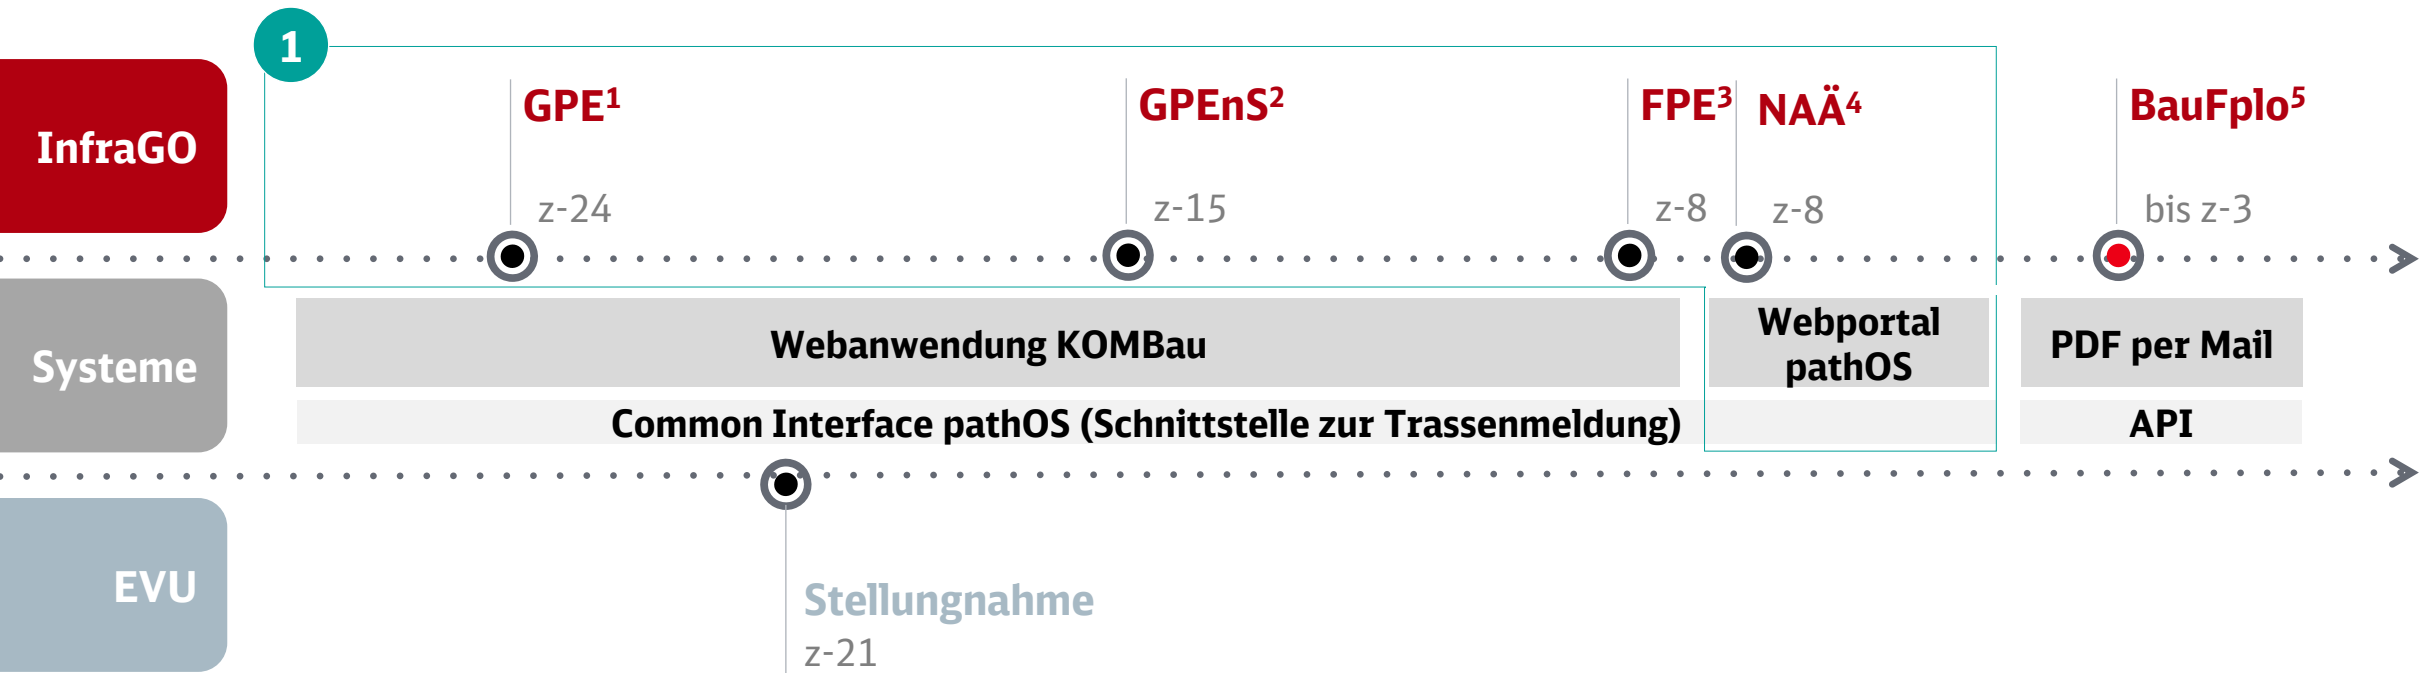 1
InfraGO
GPE¹
z-24
GPEnS²
z-15
FPE³
z-8
NAÄ⁴
z-8
BauFplo⁵
bis z-3
Systeme
Webanwendung KOMBau
Webportal
pathOS
PDF per Mail
Common Interface pathOS (Schnittstelle zur Trassenmeldung)
API
EVU
Stellungnahme
z-21